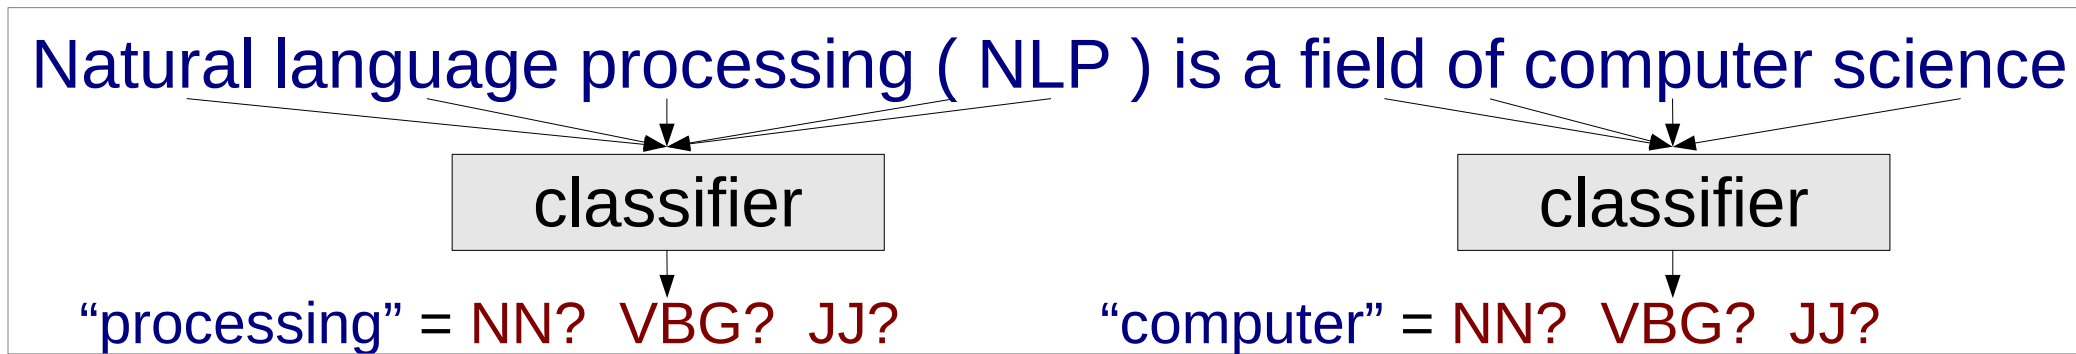 Natural language processing ( NLP ) is a field of computer science
classifier classifier
“processing” = NN? VBG? JJ? “computer” = NN? VBG? JJ?